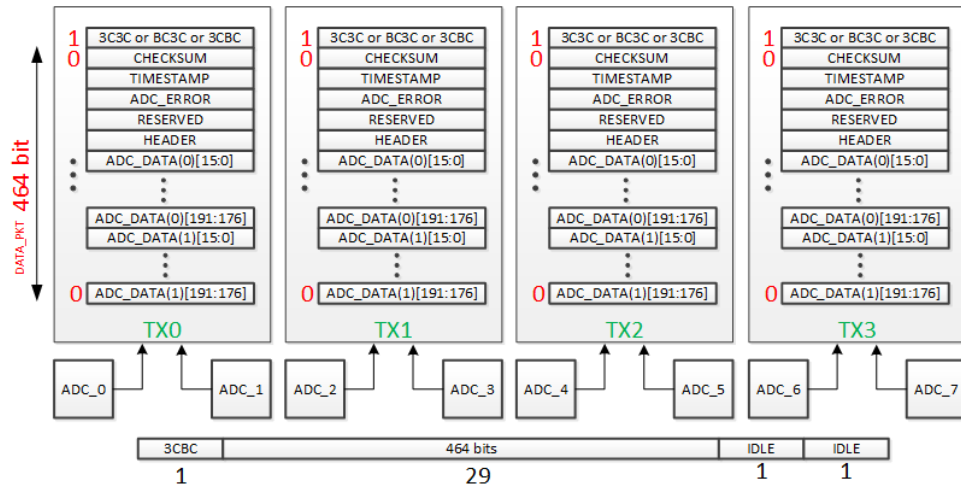 1 3C3C or BC3C or 3CBC 1 3C3C or BC3C or 3CBC 1 3C3C or BC3C or 3CBC 1 3C3C or BC3C or 3CBC
0 CHECKSUM 0 CHECKSUM 0 CHECKSUM 0 CHECKSUM
TIMESTAMP TIMESTAMP TIMESTAMP TIMESTAMP
ADC_ERROR ADC_ERROR ADC_ERROR ADC_ERROR
RESERVED RESERVED RESERVED RESERVED
HEADER HEADER HEADER HEADER
ADC_DATA(0)[15:0] ADC_DATA(0)[15:0] ADC_DATA(0)[15:0] ADC_DATA(0)[15:0]
DATA_PKT 464 bit
ADC_DATA(0)[191:176] ADC_DATA(0)[191:176] ADC_DATA(0)[191:176] ADC_DATA(0)[191:176]
ADC_DATA(1)[15:0] ADC_DATA(1)[15:0] ADC_DATA(1)[15:0] ADC_DATA(1)[15:0]
0 ADC_DATA(1)[191:176] 0 ADC_DATA(1)[191:176] 0 ADC_DATA(1)[191:176] 0 ADC_DATA(1)[191:176]
TX0 TX1 TX2 TX3
ADC_0 ADC_1 ADC_2 ADC_3 ADC_4 ADC_5 ADC_6 ADC_7
3CBC 464 bits IDLE IDLE
1 29 1 1